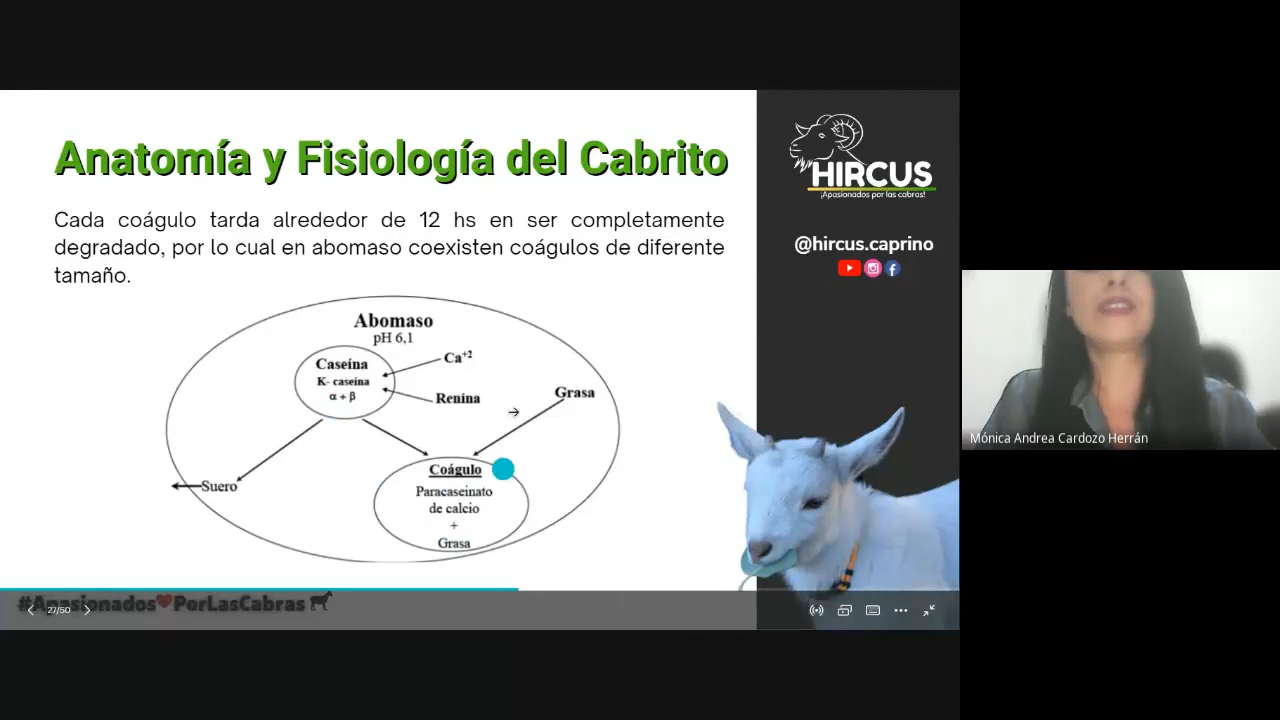 Anatomía y Fisiología del Cabrito
Cada coágulo tarda alrededor de 12 hs en ser completamente
degradado, por lo cual en abomaso coexisten coágulos de diferente
tamaño.
Abomaso
pH 6,1
Caseína
K- caseína
α + β
Ca+2
Renina
Grasa
Suero
Coágulo
Paracaseinato
de calcio
+
Grasa
#Apasionados PorLasCabras
27/50
HIRCUS
¡Apasionados por las cabras!
@hircus.caprino
Mónica Andrea Cardozo Herrán